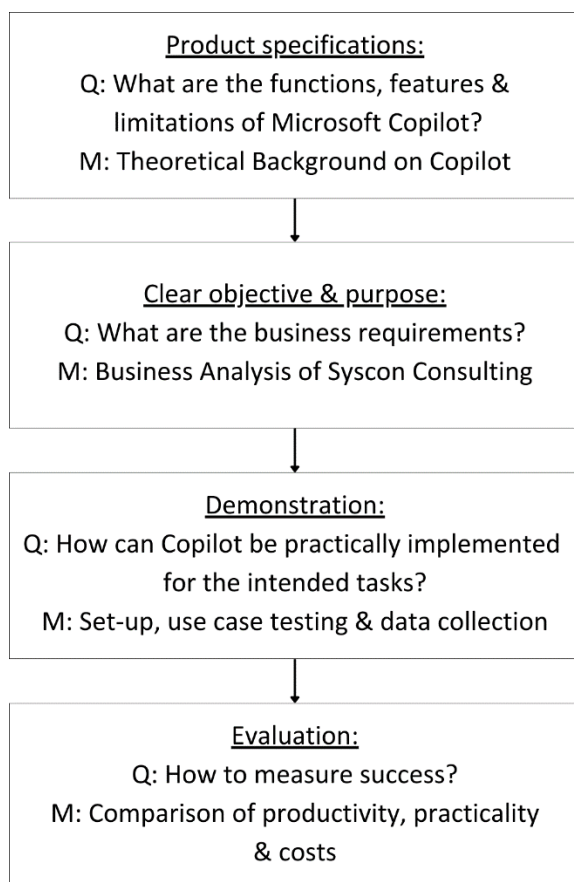 Product specifications:
Q: What are the functions, features &
limitations of Microsoft Copilot?
M: Theoretical Background on Copilot
Clear objective & purpose:
Q: What are the business requirements?
M: Business Analysis of Syscon Consulting
Demonstration:
Q: How can Copilot be practically implemented
for the intended tasks?
M: Set-up, use case testing & data collection
Evaluation:
Q: How to measure success?
M: Comparison of productivity, practicality
& costs